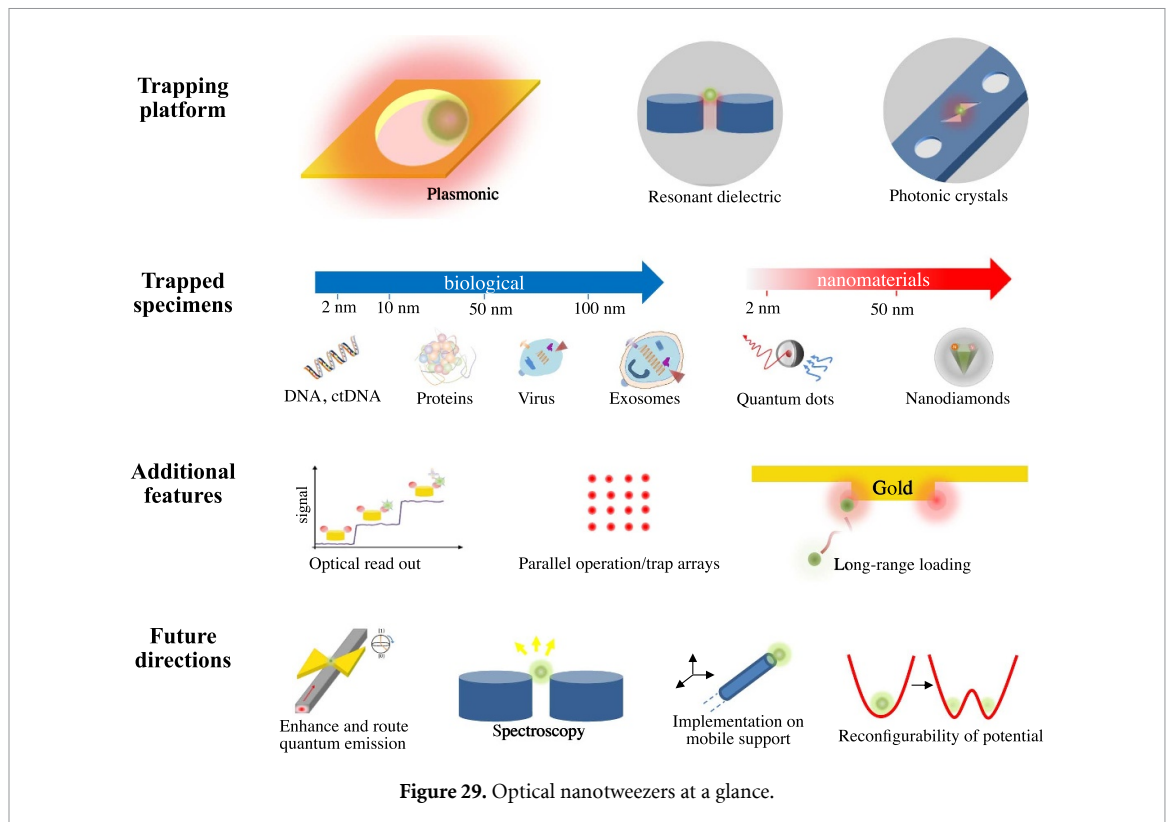 Trapping
platform
Plasmonic
Resonant dielectric
Photonic crystals
Trapped
specimens
biological
2 nm
10 nm
50 nm
100 nm
nanomaterials
2 nm
50 nm
DNA, ctDNA
Proteins
Virus
Exosomes
Quantum dots
Nanodiamonds
Additional
features
signal
Optical read out
Parallel operation/trap arrays
Gold
Long-range loading
Future
directions
|1⟩
|0⟩
Enhance and route
quantum emission
Spectroscopy
Implementation on
mobile support
Reconfigurability of potential
Figure 29. Optical nanotweezers at a glance.